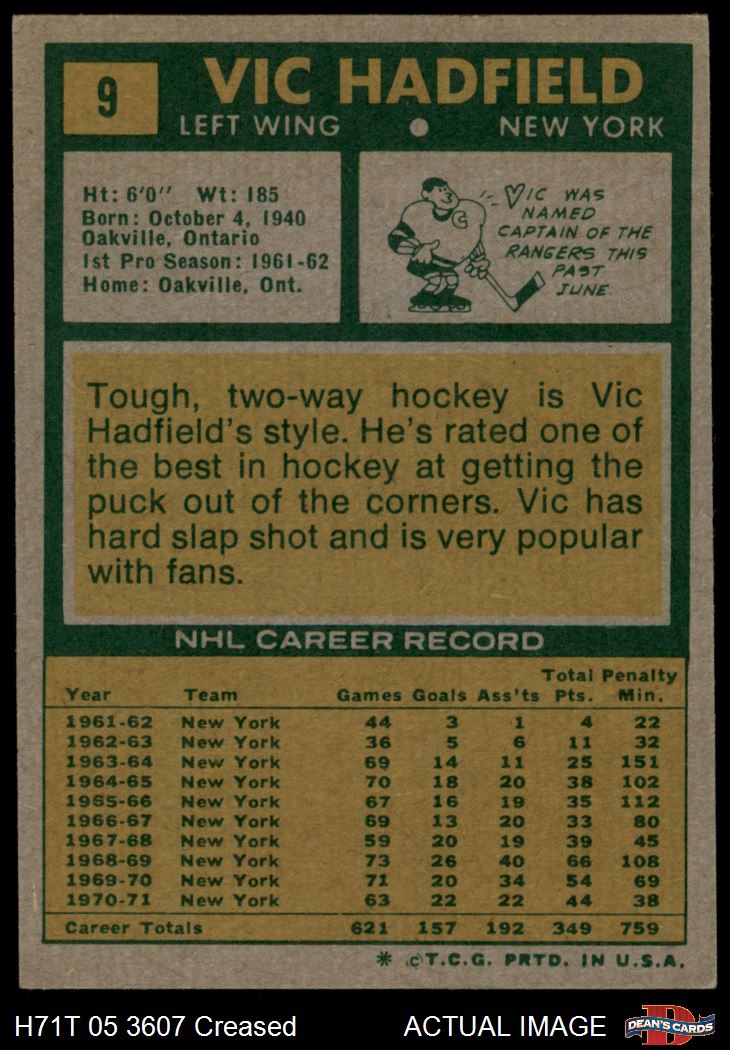 9
VIC HADFIELD
LEFT WING • NEW YORK
Ht: 6'0'' Wt: 185
Born: October 4, 1940
Oakville, Ontario
1st Pro Season: 1961-62
Home: Oakville, Ont.
C
VIC WAS
NAMED
CAPTAIN OF THE
RANGERS THIS
PAST
JUNE.
Tough, two-way hockey is Vic
Hadfield's style. He's rated one of
the best in hockey at getting the
puck out of the corners. Vic has
hard slap shot and is very popular
with fans.
NHL CAREER RECORD
Total Penalty
Year Team Games Goals Ass'ts Pts. Min.
1961-62 New York 44 3 1 4 22
1962-63 New York 36 5 6 11 32
1963-64 New York 69 14 11 25 151
1964-65 New York 70 18 20 38 102
1965-66 New York 67 16 19 35 112
1966-67 New York 69 13 20 33 80
1967-68 New York 59 20 19 39 45
1968-69 New York 73 26 40 66 108
1969-70 New York 71 20 34 54 69
1970-71 New York 63 22 22 44 38
Career Totals 621 157 192 349 759
* © T.C.G. PRTD. IN U.S.A.
H71T 05 3607 Creased ACTUAL IMAGE
D
DEAN'S CARDS